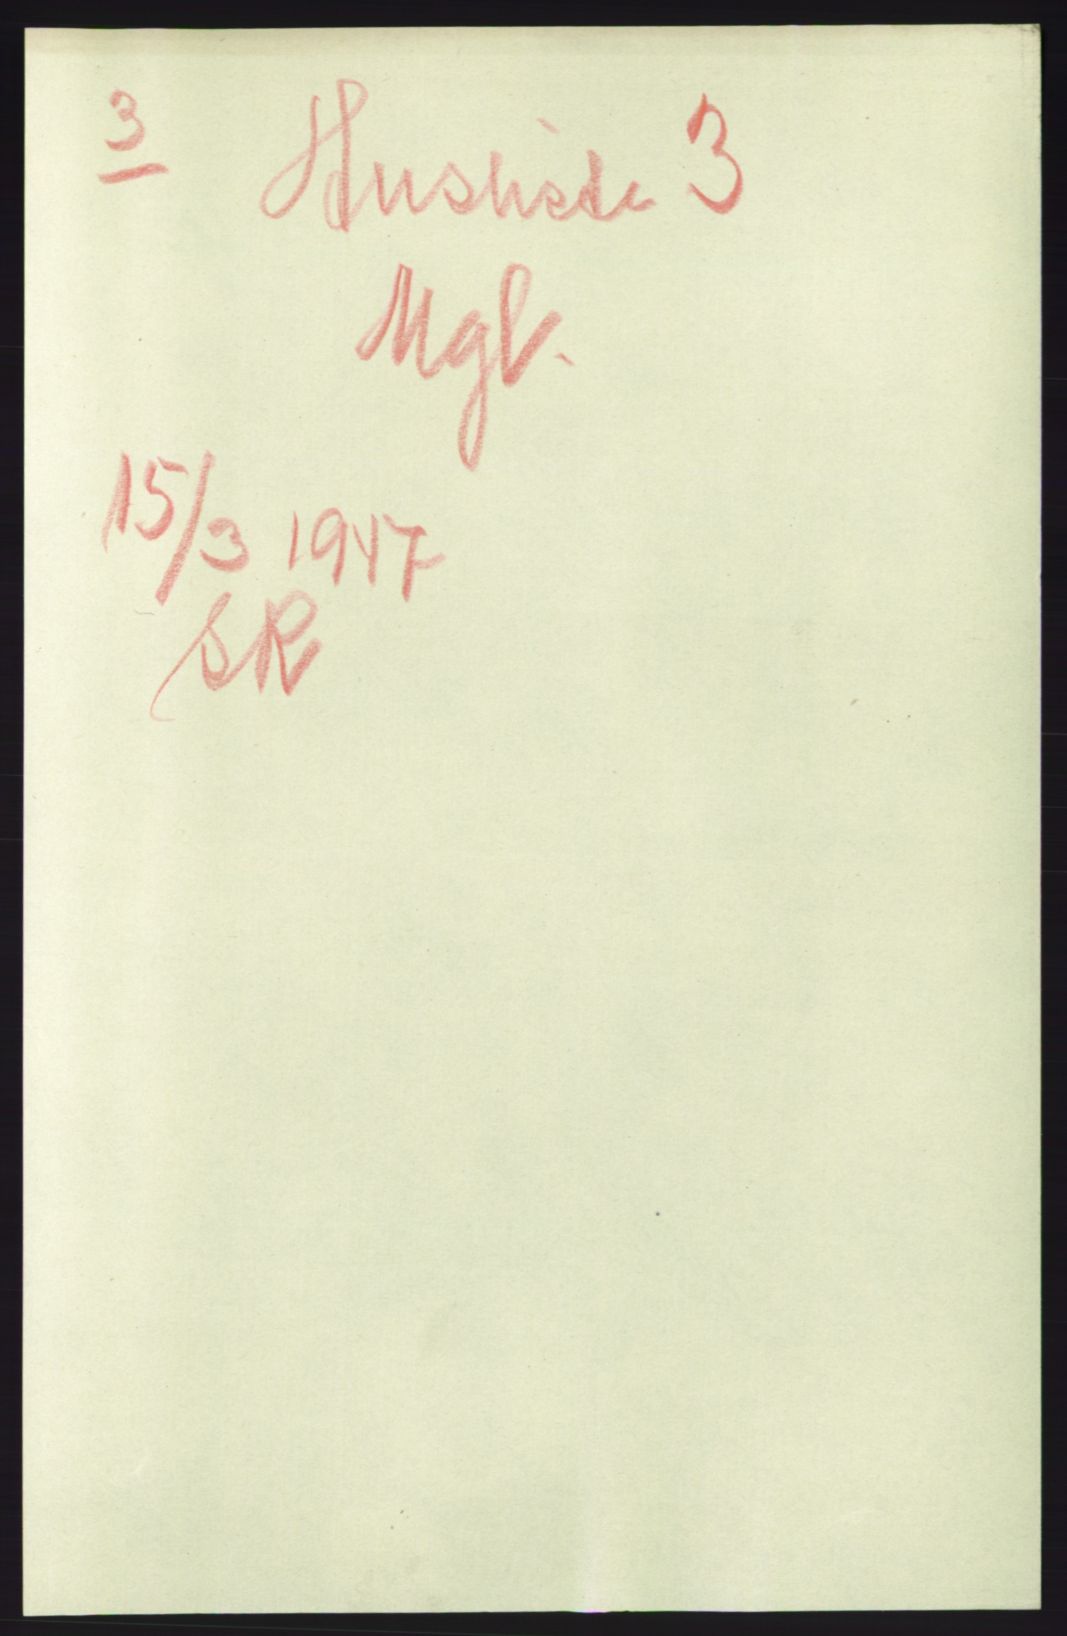 3
Husliste 3
Mgl.
15/3 1947
SR